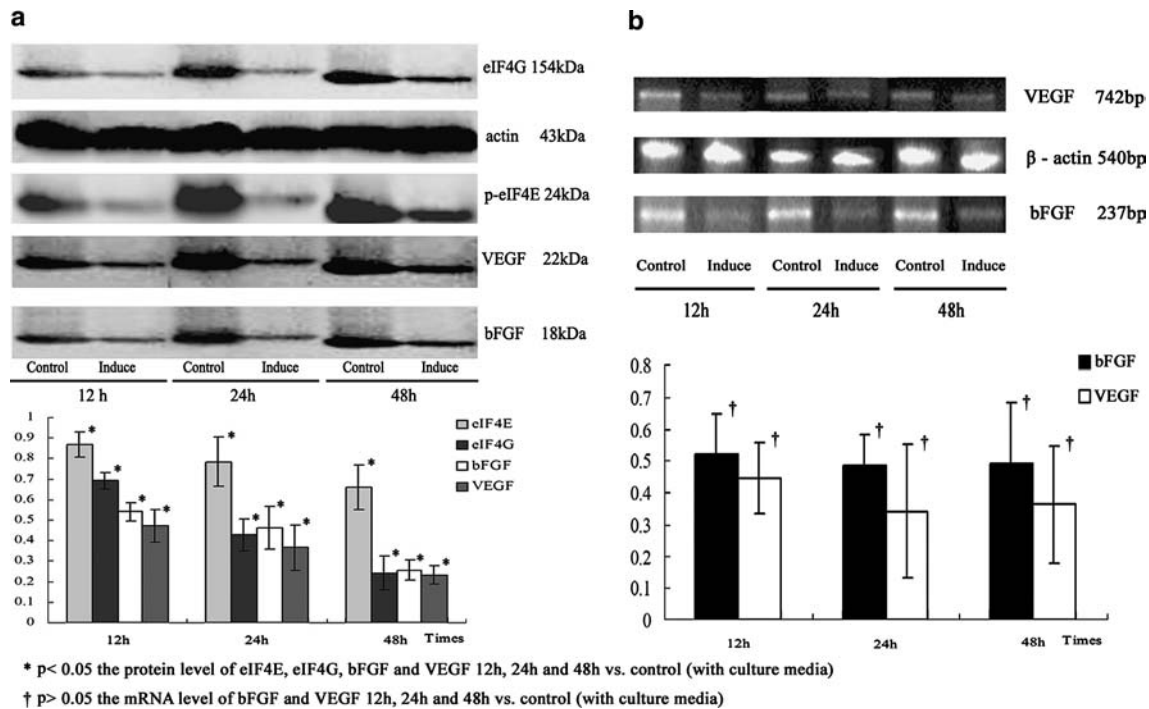 a
eIF4G 154kDa
actin 43kDa
p-eIF4E 24kDa
VEGF 22kDa
bFGF 18kDa
Control Induce Control Induce Control Induce
12 h 24h 48h
1
0.9
0.8
0.7
0.6
0.5
0.4
0.3
0.2
0.1
0
eIF4E
eIF4G
bFGF
VEGF
* * * * * * * * * * * *
12h 24h 48h Times
b
VEGF 742bp
β - actin 540bp
bFGF 237bp
Control Induce Control Induce Control Induce
12h 24h 48h
0.8
0.7
0.6
0.5
0.4
0.3
0.2
0.1
0
bFGF
VEGF
† † † † † †
12h 24h 48h Times
* p< 0.05 the protein level of eIF4E, eIF4G, bFGF and VEGF 12h, 24h and 48h vs. control (with culture media)
† p> 0.05 the mRNA level of bFGF and VEGF 12h, 24h and 48h vs. control (with culture media)